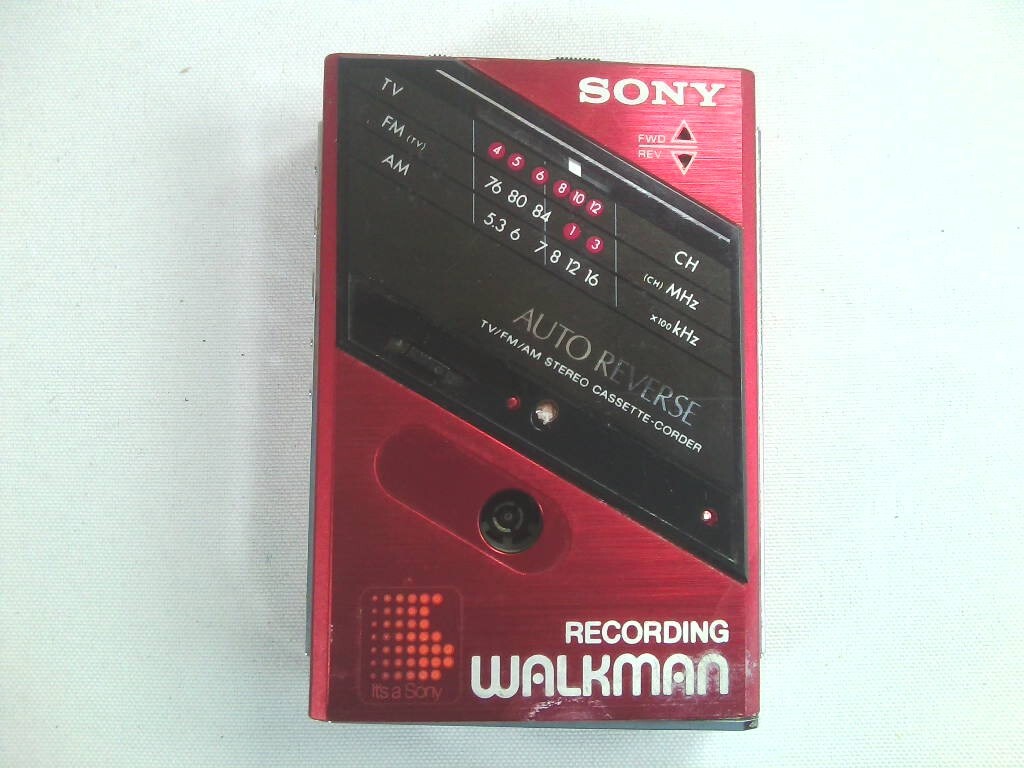 SONY
FWD
REV
TV
4 5 6 8 10 12
CH
FM (TV)
76 80 84 1 3
(CH) MHz
AM
5.3 6 7 8 12 16
x100 kHz
AUTO REVERSE
TV/FM/AM STEREO CASSETTE-CORDER
It's a Sony
RECORDING
WALKMAN